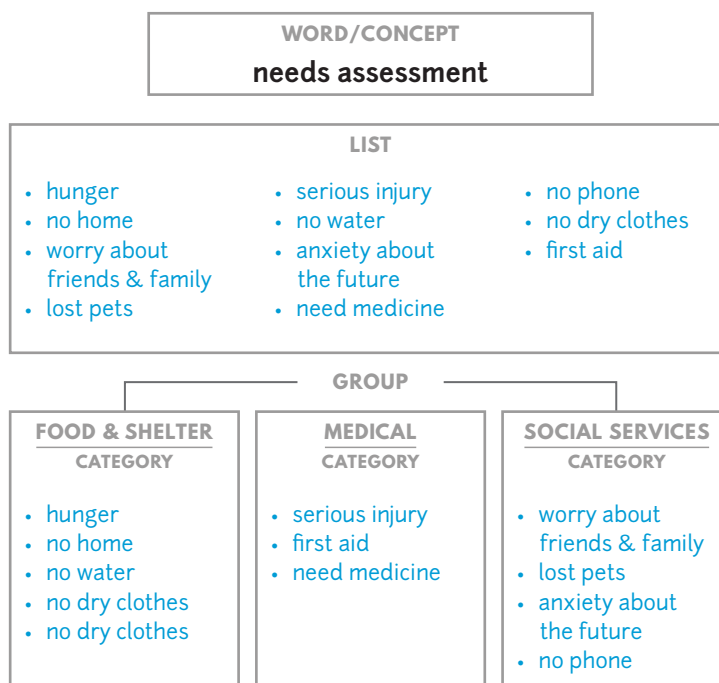 WORD/CONCEPT
needs assessment
LIST
• hunger
• no home
• worry about
friends & family
• lost pets
• serious injury
• no water
• anxiety about
the future
• need medicine
• no phone
• no dry clothes
• first aid
GROUP
FOOD & SHELTER
CATEGORY
• hunger
• no home
• no water
• no dry clothes
• no dry clothes
MEDICAL
CATEGORY
• serious injury
• first aid
• need medicine
SOCIAL SERVICES
CATEGORY
• worry about
friends & family
• lost pets
• anxiety about
the future
• no phone